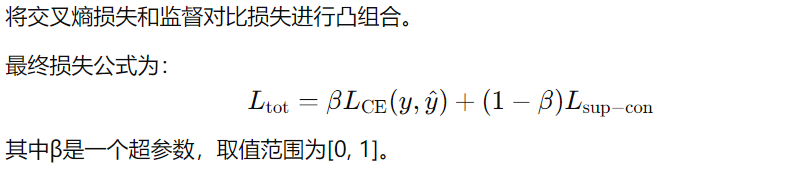 将交叉熵损失和监督对比损失进行凸组合。
最终损失公式为：
L_tot = βL_CE(y, ŷ) + (1 − β)L_sup−con
其中β是一个超参数，取值范围为[0, 1]。